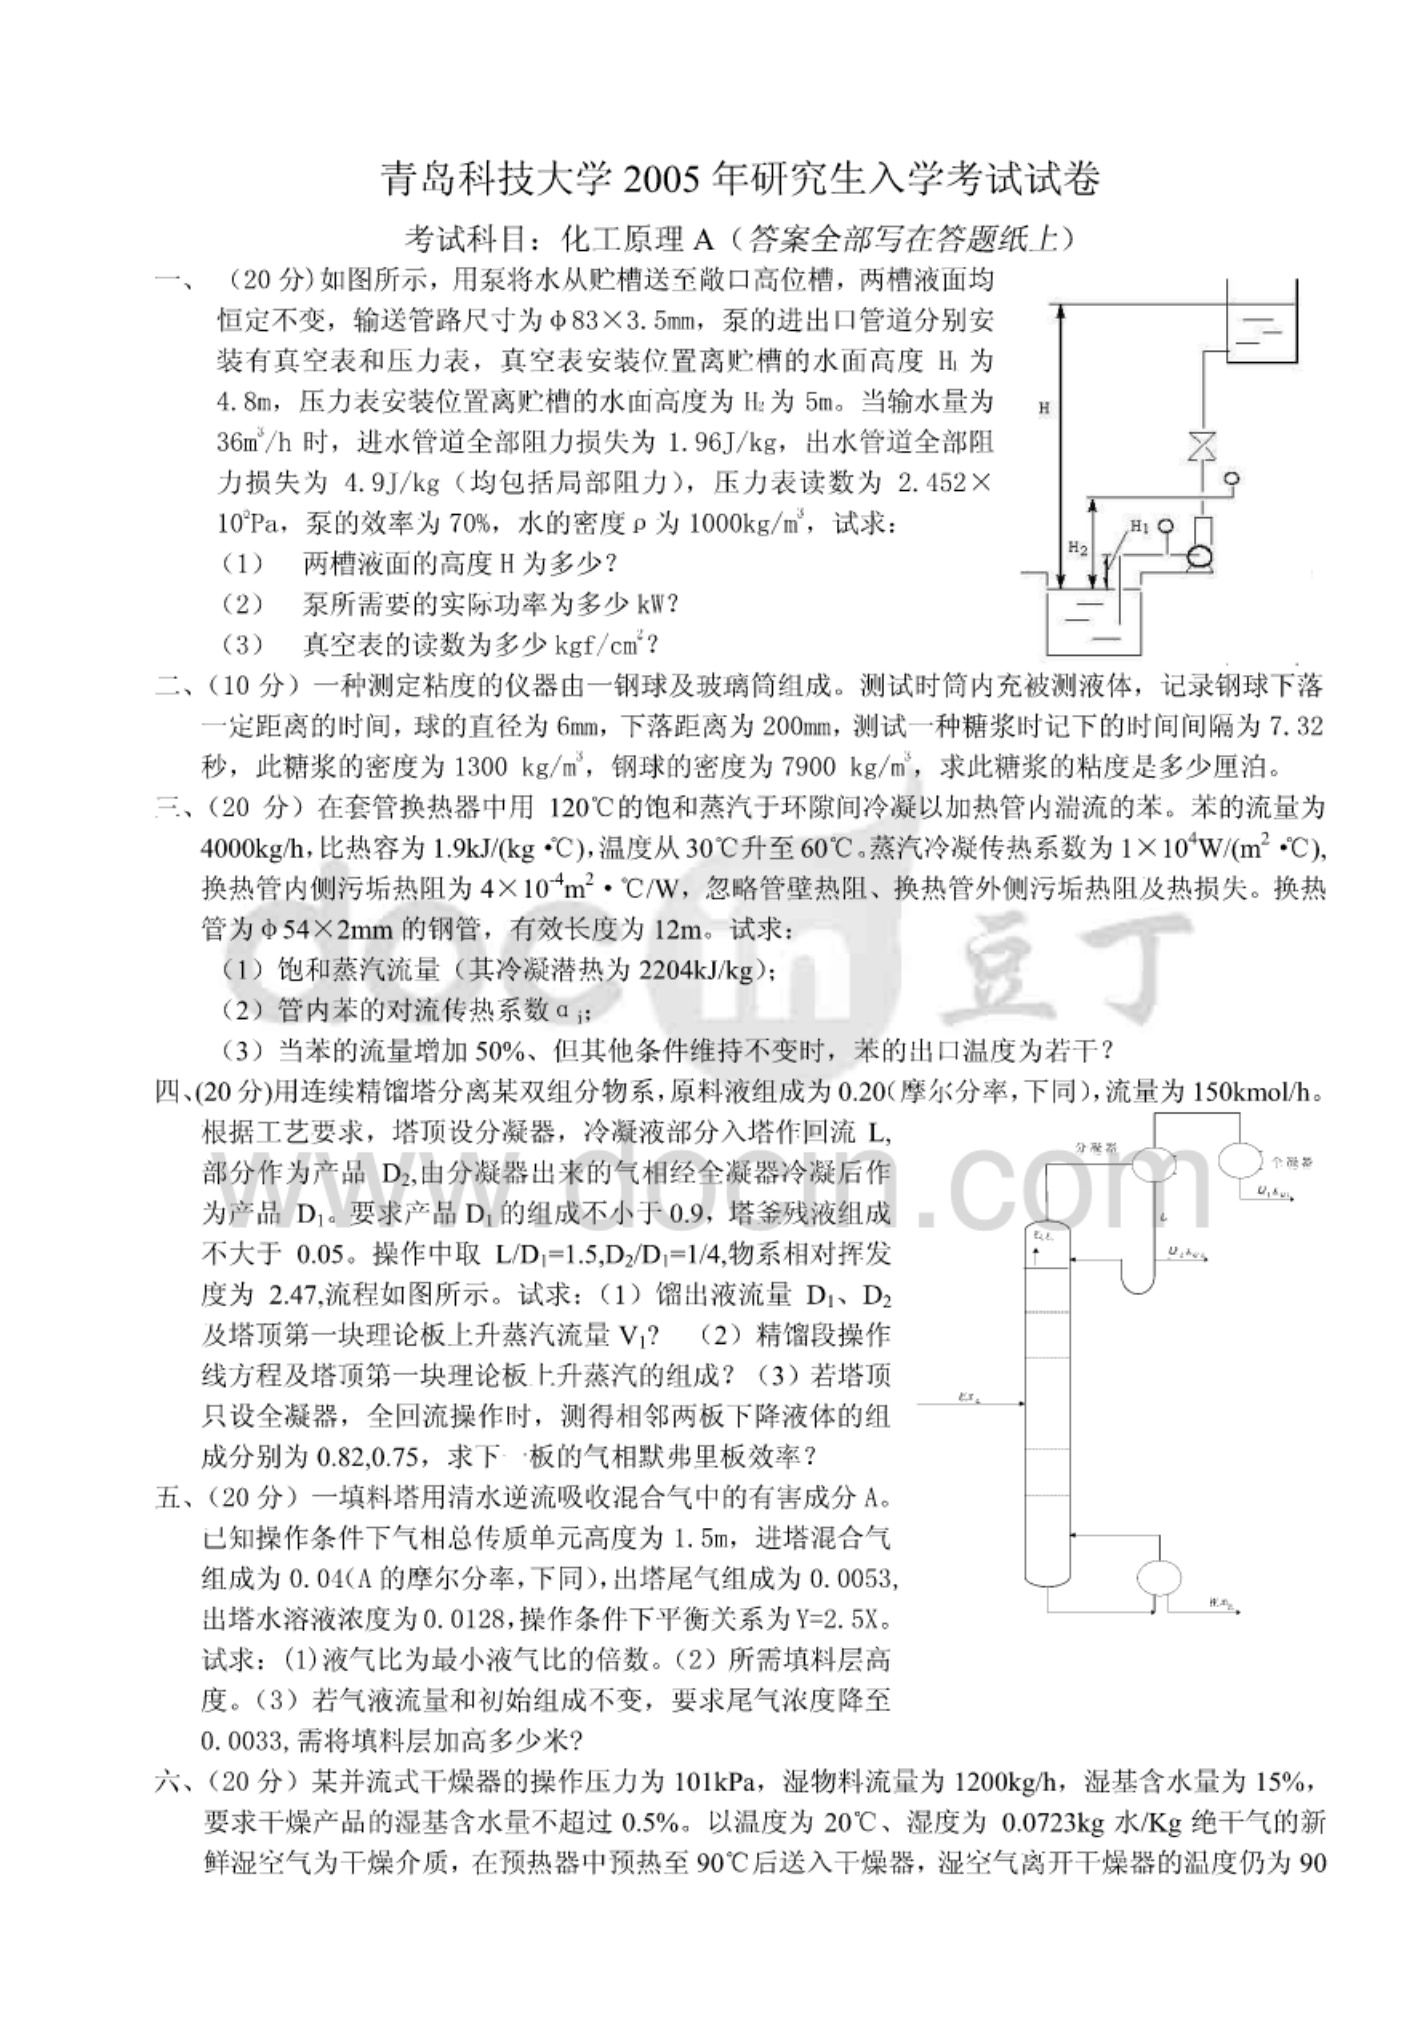 青岛科技大学 2005 年研究生入学考试试卷
考试科目：化工原理 A（答案全部写在答题纸上）
一、 （20 分)如图所示，用泵将水从贮槽送至敞口高位槽，两槽液面均
恒定不变，输送管路尺寸为φ83×3.5mm，泵的进出口管道分别安
装有真空表和压力表，真空表安装位置离贮槽的水面高度 H₁ 为
4.8m，压力表安装位置离贮槽的水面高度为 H₂ 为 5m。当输水量为
36m³/h 时，进水管道全部阻力损失为 1.96J/kg，出水管道全部阻
力损失为 4.9J/kg（均包括局部阻力），压力表读数为 2.452×
10²Pa，泵的效率为 70%，水的密度ρ为 1000kg/m³，试求：
（1） 两槽液面的高度 H 为多少？
（2） 泵所需要的实际功率为多少 kW？
（3） 真空表的读数为多少 kgf/cm²？
H
H₁
H₂
二、（10 分）一种测定粘度的仪器由一钢球及玻璃筒组成。测试时筒内充被测液体，记录钢球下落
一定距离的时间，球的直径为 6mm，下落距离为 200mm，测试一种糖浆时记下的时间间隔为 7.32
秒，此糖浆的密度为 1300 kg/m³，钢球的密度为 7900 kg/m³，求此糖浆的粘度是多少厘泊。
三、（20 分）在套管换热器中用 120℃的饱和蒸汽于环隙间冷凝以加热管内湍流的苯。苯的流量为
4000kg/h，比热容为 1.9kJ/(kg •℃)，温度从30℃升至60℃。蒸汽冷凝传热系数为 1×10⁴W/(m² •℃)，
换热管内侧污垢热阻为 4×10⁻⁴m² • ℃/W，忽略管壁热阻、换热管外侧污垢热阻及热损失。换热
管为φ54×2mm 的钢管，有效长度为 12m。试求：
（1）饱和蒸汽流量（其冷凝潜热为 2204kJ/kg）；
（2）管内苯的对流传热系数αᵢ；
（3）当苯的流量增加 50%、但其他条件维持不变时，苯的出口温度为若干？
四、(20 分)用连续精馏塔分离某双组分物系，原料液组成为 0.20（摩尔分率，下同），流量为 150kmol/h。
根据工艺要求，塔顶设分凝器，冷凝液部分入塔作回流 L,
部分作为产品 D₂,由分凝器出来的气相经全凝器冷凝后作
为产品 D₁。要求产品 D₁ 的组成不小于 0.9，塔釜残液组成
不大于 0.05。操作中取 L/D₁=1.5,D₂/D₁=1/4,物系相对挥发
度为 2.47,流程如图所示。试求：（1）馏出液流量 D₁、D₂
及塔顶第一块理论板上升蒸汽流量 V₁? （2）精馏段操作
线方程及塔顶第一块理论板上升蒸汽的组成？（3）若塔顶
只设全凝器，全回流操作时，测得相邻两板下降液体的组
成分别为 0.82,0.75，求下一板的气相默弗里板效率？
分凝器
全凝器
L
五、（20 分）一填料塔用清水逆流吸收混合气中的有害成分 A。
已知操作条件下气相总传质单元高度为 1.5m，进塔混合气
组成为 0.04(A 的摩尔分率,下同)，出塔尾气组成为 0.0053，
出塔水溶液浓度为 0.0128，操作条件下平衡关系为 Y=2.5X。
试求：(1)液气比为最小液气比的倍数。（2）所需填料层高
度。（3）若气液流量和初始组成不变，要求尾气浓度降至
0.0033,需将填料层加高多少米?
六、（20 分）某并流式干燥器的操作压力为 101kPa，湿物料流量为 1200kg/h，湿基含水量为 15%，
要求干燥产品的湿基含水量不超过 0.5%。以温度为 20℃、湿度为 0.0723kg 水/Kg 绝干气的新
鲜湿空气为干燥介质，在预热器中预热至 90℃后送入干燥器，湿空气离开干燥器的温度仍为 90
docin 豆丁
www.docin.com